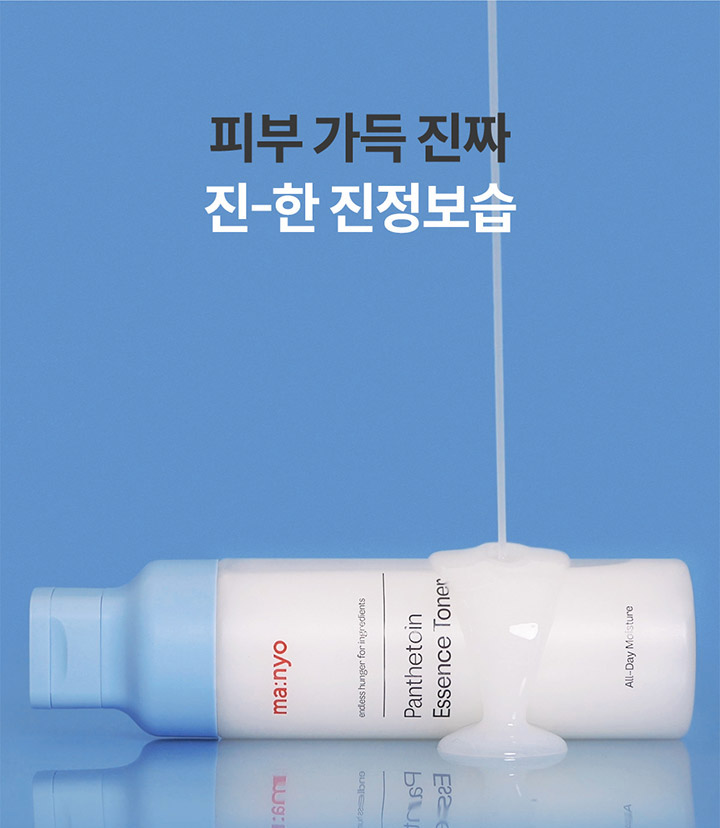 피부 가득 진짜
진-한 진정보습
ma:nyo
endless hunger for ingredients
Panthetoin
Essence Toner
All-Day Moisture